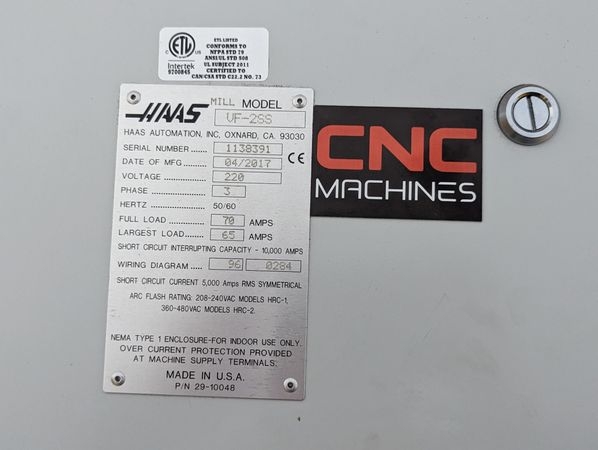 ETL LISTED
CONFORMS TO
NFPA STD 79
ANSI/UL STD 508
UL SUBJECT 2011
CERTIFIED TO
CAN/CSA STD C22.2 NO. 73
C ETL US
Intertek
9700845
HAAS MILL MODEL
VF-2SS
HAAS AUTOMATION, INC, OXNARD, CA. 93030
SERIAL NUMBER ...... 1138391
DATE OF MFG ...... 04/2017 CE
VOLTAGE ............... 220
PHASE .................. 3
HERTZ 50/60
FULL LOAD ............ 70 AMPS
LARGEST LOAD...... 65 AMPS
SHORT CIRCUIT INTERRUPTING CAPACITY - 10,000 AMPS
WIRING DIAGRAM ..... 96 0284
SHORT CIRCUIT CURRENT 5,000 Amps RMS SYMMETRICAL
ARC FLASH RATING: 208-240VAC MODELS HRC-1,
360-480VAC MODELS HRC-2.
NEMA TYPE 1 ENCLOSURE-FOR INDOOR USE ONLY.
OVER CURRENT PROTECTION PROVIDED
AT MACHINE SUPPLY TERMINALS.
MADE IN U.S.A.
P/N 29-10048
CNC
MACHINES